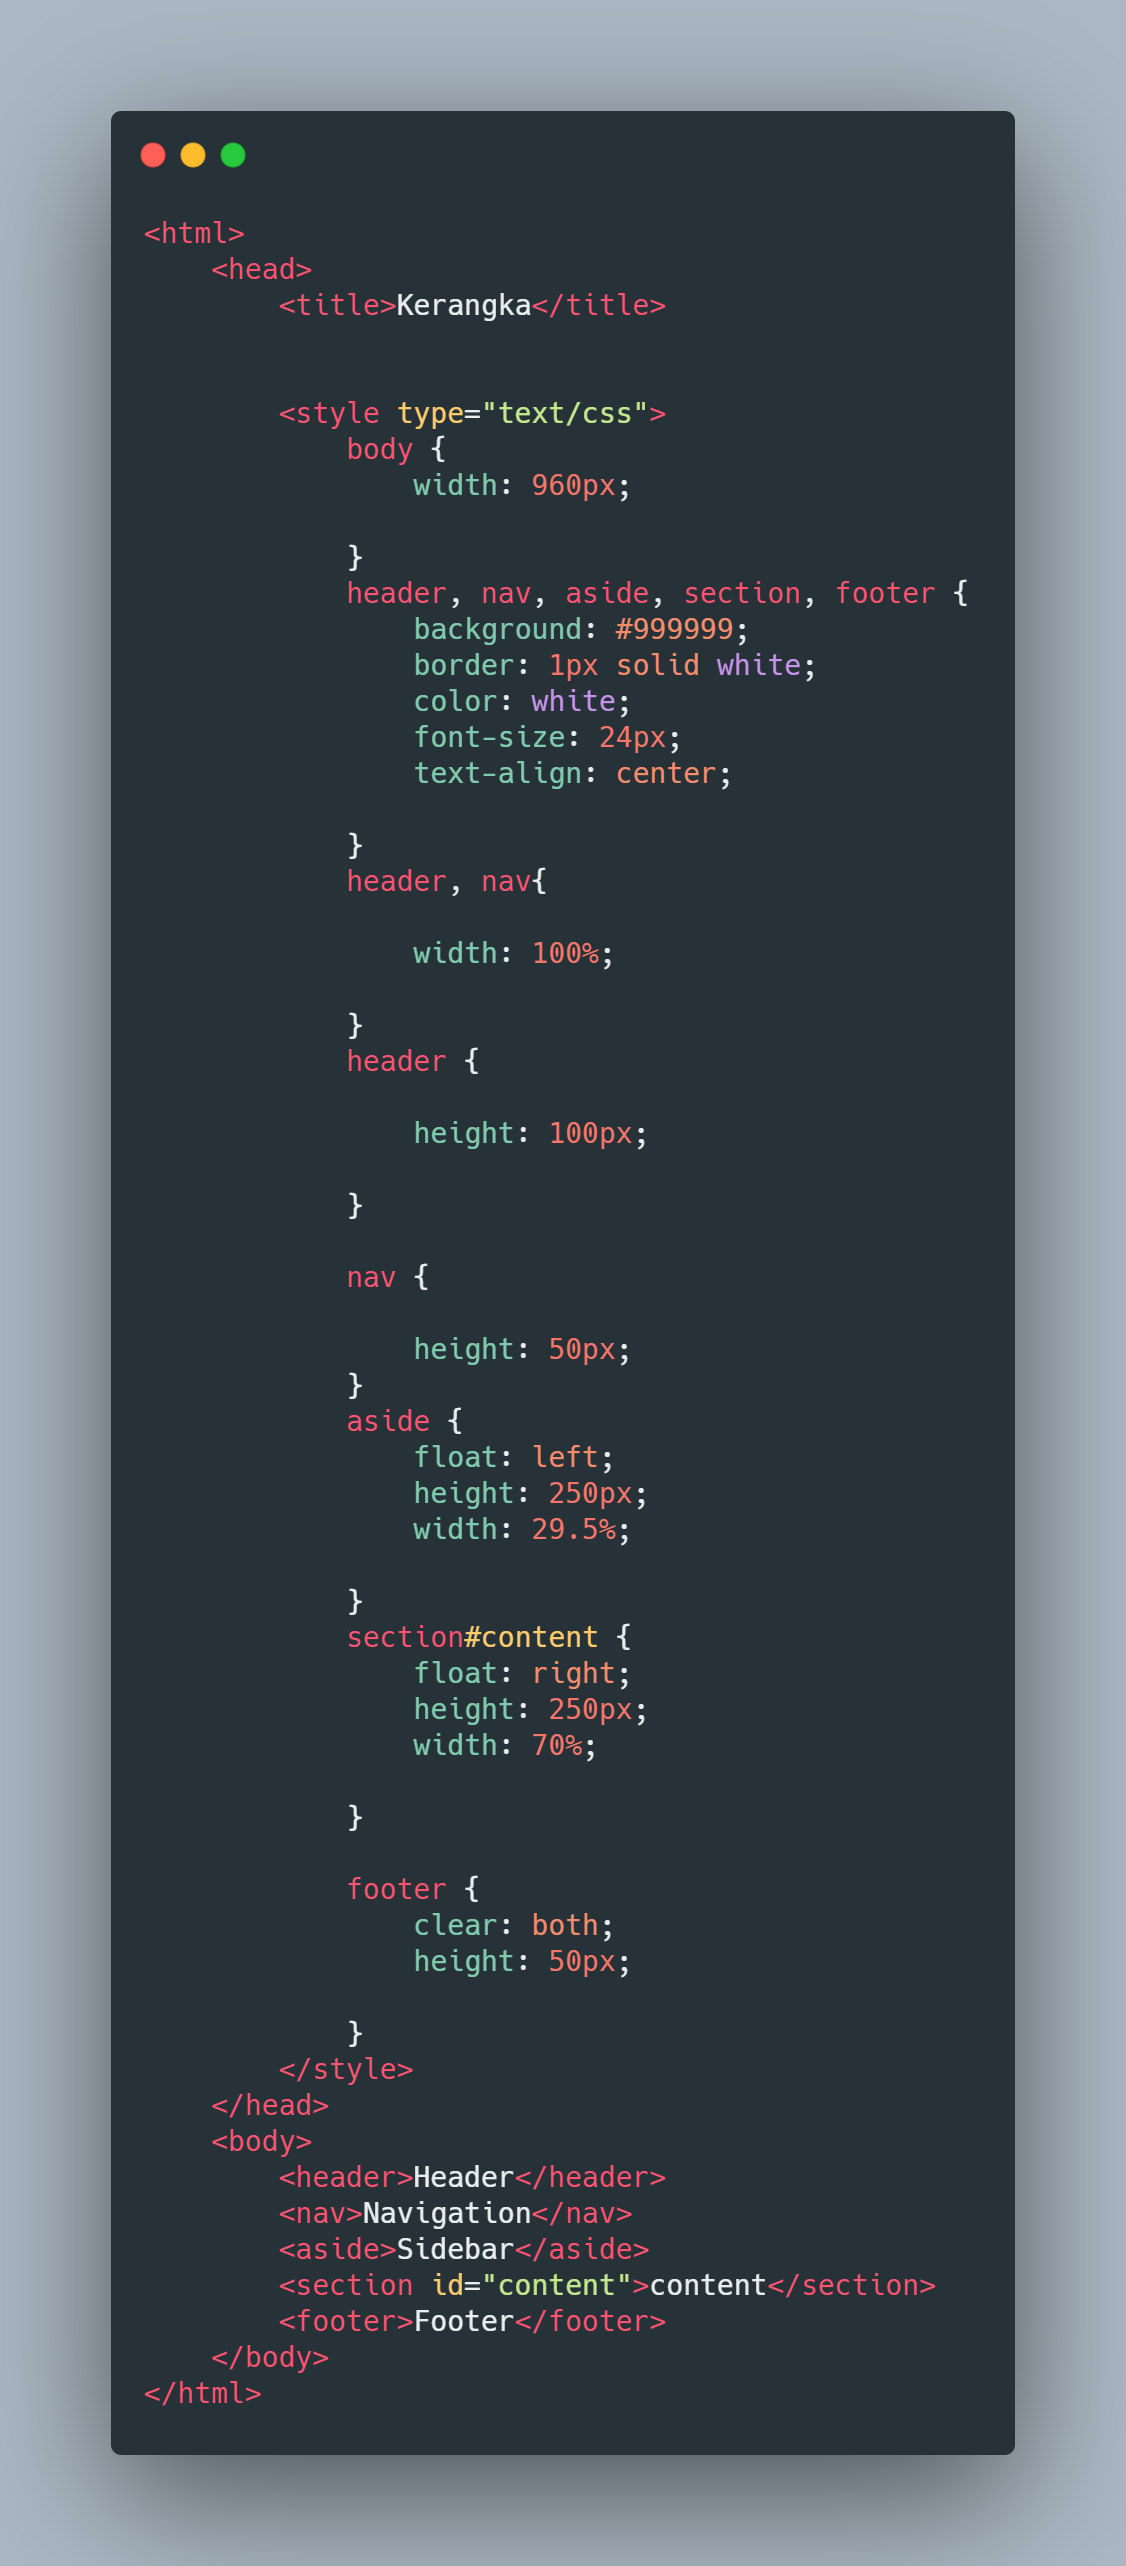 <html>
    <head>
        <title>Kerangka</title>


        <style type="text/css">
            body {
                width: 960px;

            }
            header, nav, aside, section, footer {
                background: #999999;
                border: 1px solid white;
                color: white;
                font-size: 24px;
                text-align: center;

            }
            header, nav{

                width: 100%;

            }
            header {

                height: 100px;

            }

            nav {

                height: 50px;
            }
            aside {
                float: left;
                height: 250px;
                width: 29.5%;

            }
            section#content {
                float: right;
                height: 250px;
                width: 70%;

            }

            footer {
                clear: both;
                height: 50px;

            }
        </style>
    </head>
    <body>
        <header>Header</header>
        <nav>Navigation</nav>
        <aside>Sidebar</aside>
        <section id="content">content</section>
        <footer>Footer</footer>
    </body>
</html>